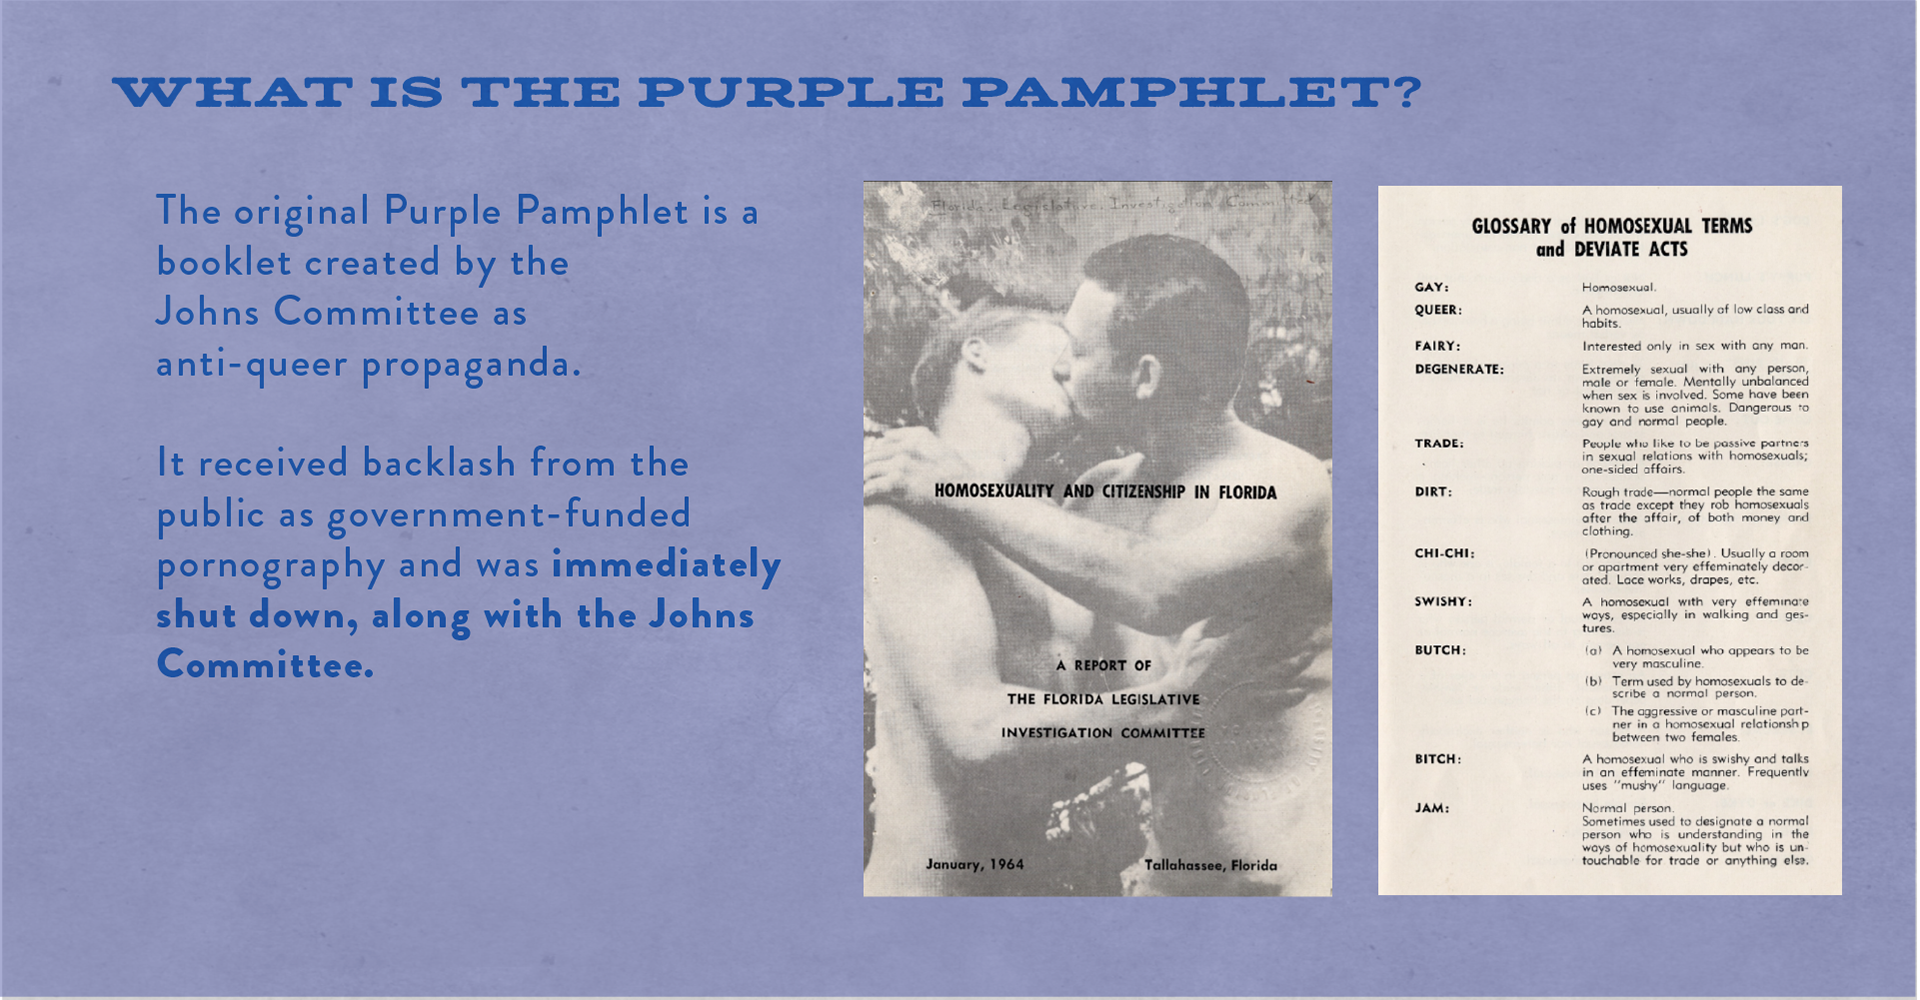 WHAT IS THE PURPLE PAMPHLET?
The original Purple Pamphlet is a
booklet created by the
Johns Committee as
anti-queer propaganda.
It received backlash from the
public as government-funded
pornography and was immediately
shut down, along with the Johns
Committee.
Florida. Legislature. Investigation Committee
HOMOSEXUALITY AND CITIZENSHIP IN FLORIDA
A REPORT OF
THE FLORIDA LEGISLATIVE
INVESTIGATION COMMITTEE
January, 1964 Tallahassee, Florida
GLOSSARY of HOMOSEXUAL TERMS
and DEVIATE ACTS
GAY: Homosexual.
QUEER: A homosexual, usually of low class and
habits.
FAIRY: Interested only in sex with any man.
DEGENERATE: Extremely sexual with any person,
male or female. Mentally unbalanced
when sex is involved. Some have been
known to use animals. Dangerous to
gay and normal people.
TRADE: People who like to be passive partners
in sexual relations with homosexuals;
one-sided affairs.
DIRT: Rough trade—normal people the same
as trade except they rob homosexuals
after the affair, of both money and
clothing.
CHI-CHI: (Pronounced she-she). Usually a room
or apartment very effeminately decor-
ated. Lace works, drapes, etc.
SWISHY: A homosexual with very effeminate
ways, especially in walking and ges-
tures.
BUTCH: (a) A homosexual who appears to be
very masculine.
(b) Term used by homosexuals to de-
scribe a normal person.
(c) The aggressive or masculine part-
ner in a homosexual relationship
between two females.
BITCH: A homosexual who is swishy and talks
in an effeminate manner. Frequently
uses "mushy" language.
JAM: Normal person.
Sometimes used to designate a normal
person who is understanding in the
ways of homosexuality but who is un-
touchable for trade or anything else.